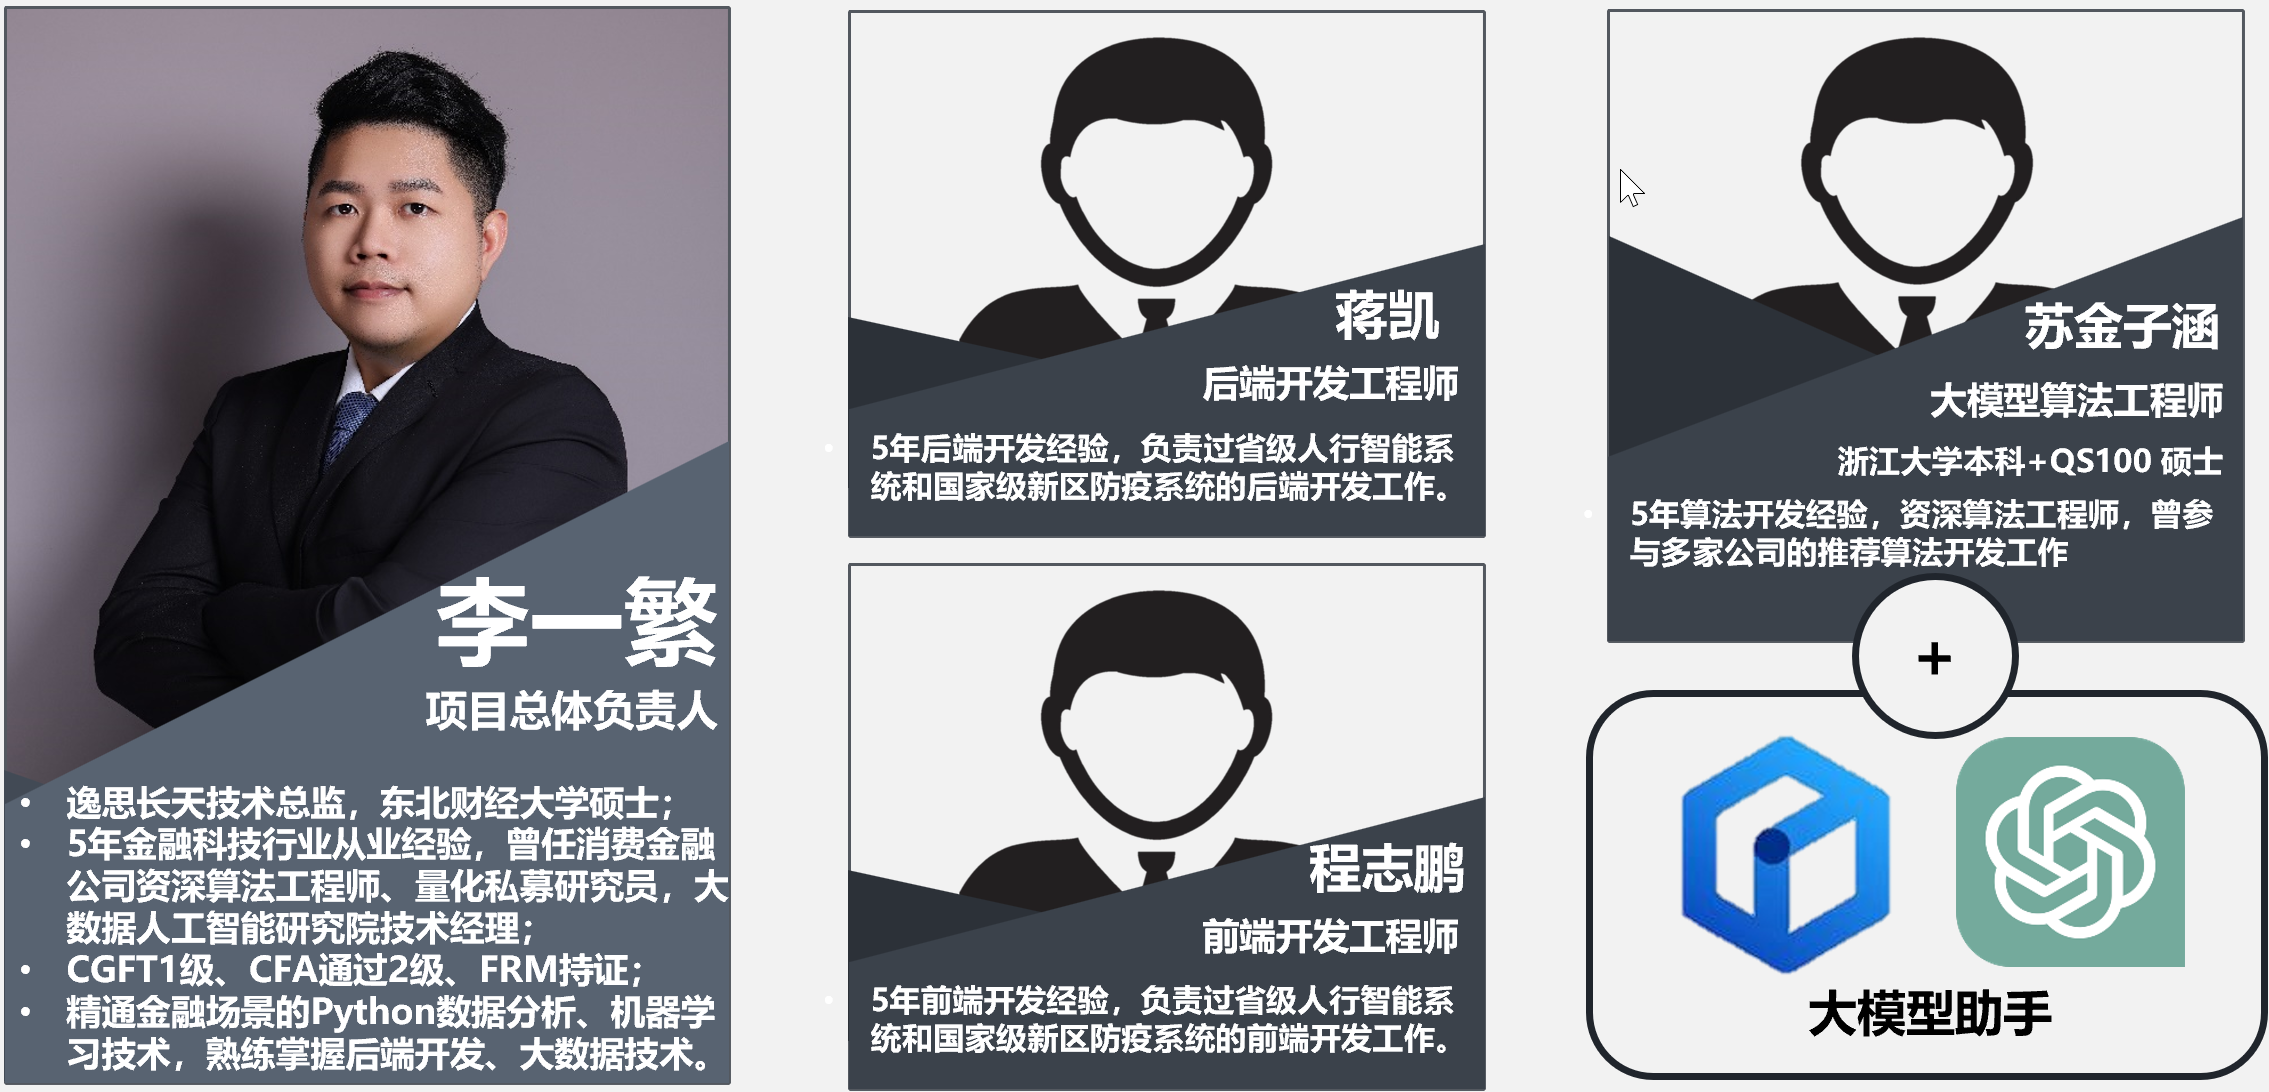 李一繁
项目总体负责人
• 逸思长天技术总监，东北财经大学硕士；
• 5年金融科技行业从业经验，曾任消费金融
公司资深算法工程师、量化私募研究员，大
数据人工智能研究院技术经理；
• CGFT1级、CFA通过2级、FRM持证；
• 精通金融场景的Python数据分析、机器学
习技术，熟练掌握后端开发、大数据技术。
蒋凯
后端开发工程师
• 5年后端开发经验，负责过省级人行智能系
统和国家级新区防疫系统的后端开发工作。
程志鹏
前端开发工程师
• 5年前端开发经验，负责过省级人行智能系
统和国家级新区防疫系统的前端开发工作。
苏金子涵
大模型算法工程师
浙江大学本科+QS100 硕士
• 5年算法开发经验，资深算法工程师，曾参
与多家公司的推荐算法开发工作
+
大模型助手